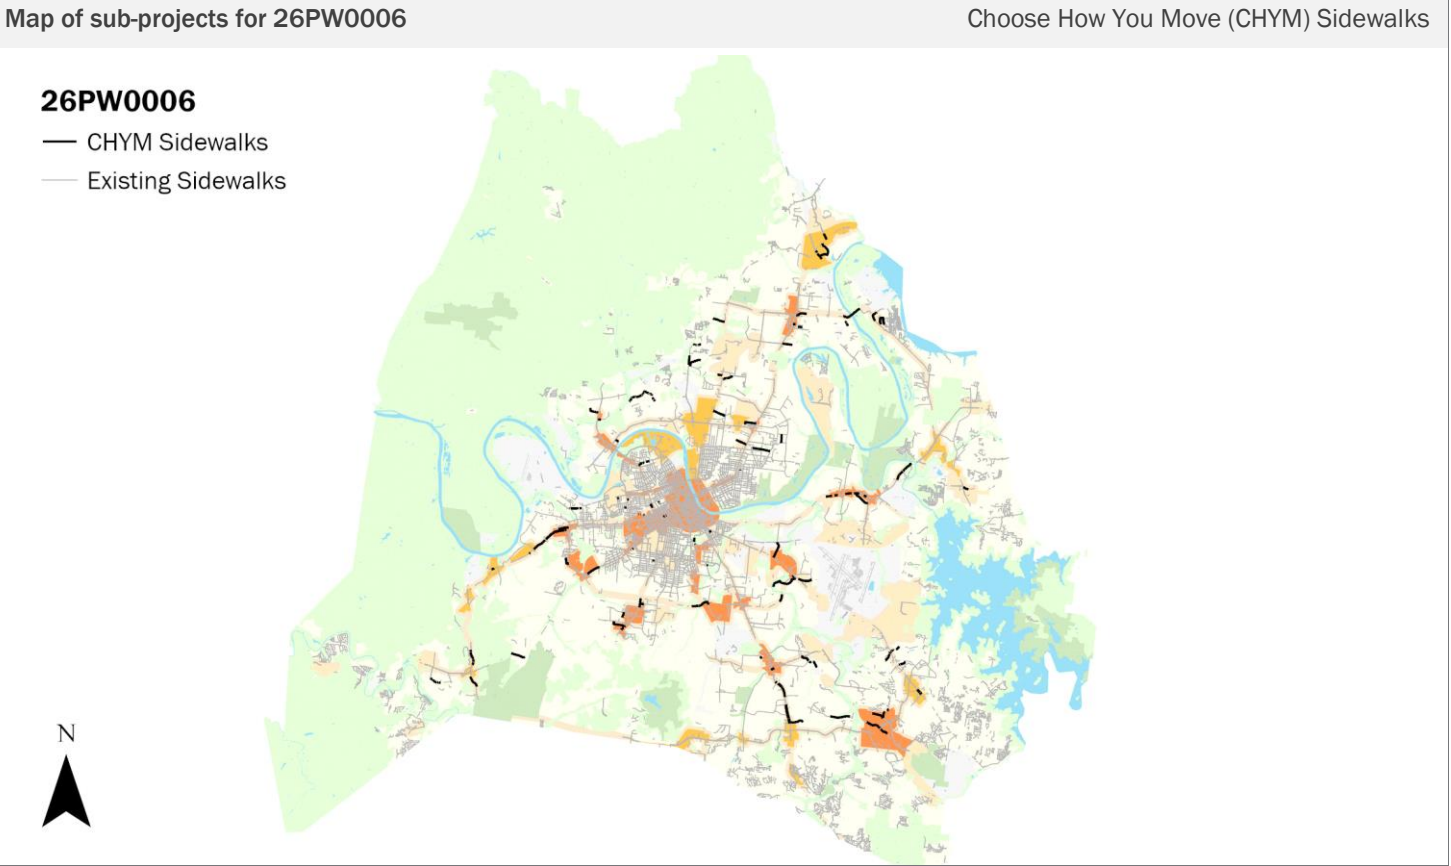 Map of sub-projects for 26PW0006
Choose How You Move (CHYM) Sidewalks
26PW0006
CHYM Sidewalks
Existing Sidewalks
N